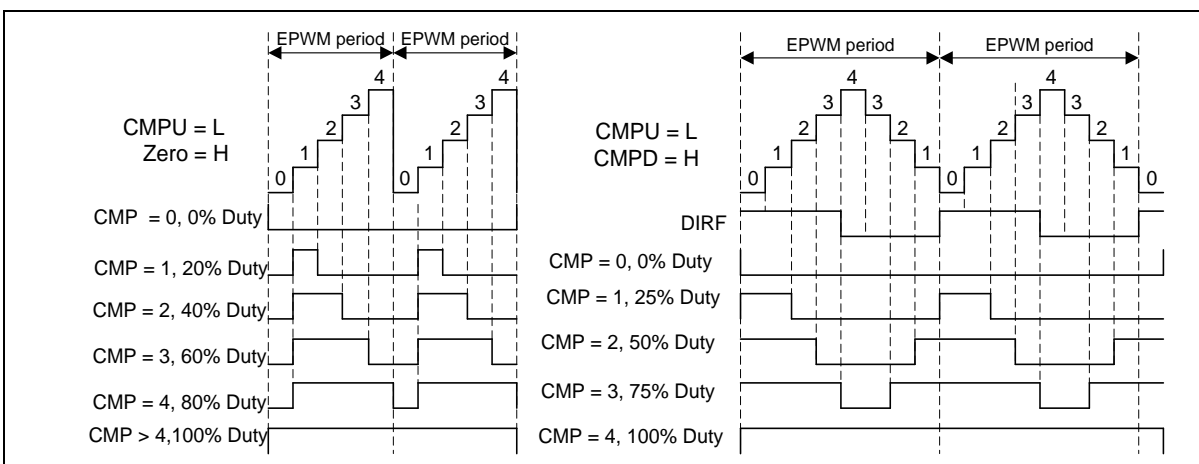 EPWM period EPWM period
4 4
3 3
2 2
1 1
0 0
CMPU = L
Zero = H
CMP = 0, 0% Duty
CMP = 1, 20% Duty
CMP = 2, 40% Duty
CMP = 3, 60% Duty
CMP = 4, 80% Duty
CMP > 4,100% Duty
EPWM period EPWM period
4 4
3 3 3 3
2 2 2 2
1 1 1 1
0 0 0
CMPU = L
CMPD = H
DIRF
CMP = 0, 0% Duty
CMP = 1, 25% Duty
CMP = 2, 50% Duty
CMP = 3, 75% Duty
CMP = 4, 100% Duty